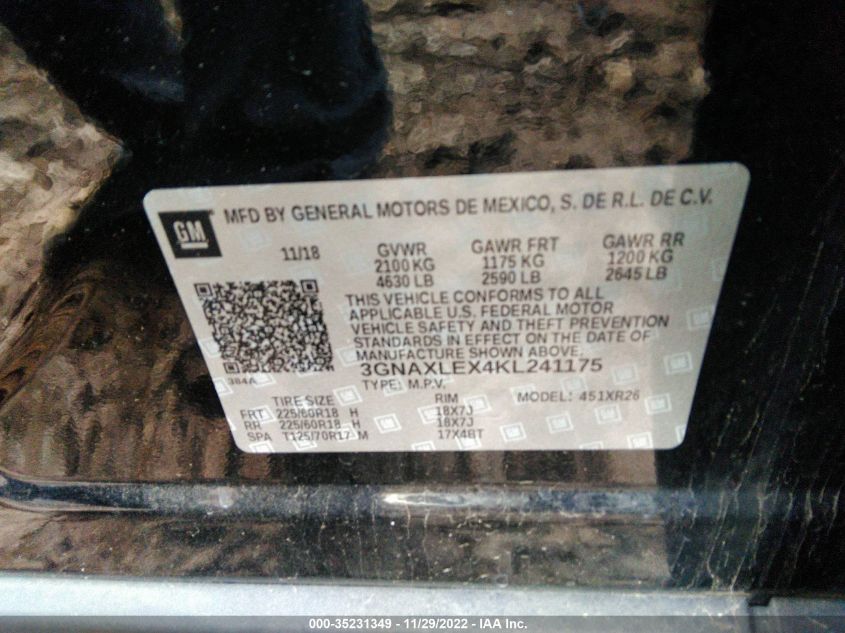 GM MFD BY GENERAL MOTORS DE MEXICO, S. DE R.L. DE C.V.
11/18 GVWR GAWR FRT GAWR RR
2100 KG 1175 KG 1200 KG
4630 LB 2590 LB 2645 LB
THIS VEHICLE CONFORMS TO ALL
APPLICABLE U.S. FEDERAL MOTOR
VEHICLE SAFETY AND THEFT PREVENTION
STANDARDS IN EFFECT ON THE DATE OF
MANUFACTURE SHOWN ABOVE.
384A 3GNAXLEX4KL241175
TYPE: M.P.V. MODEL: 451XR26
TIRE SIZE RIM
FRT 225/60R18 H 18X7J
RR 225/60R18 H 18X7J
SPA T125/70R17 M 17X4BT
000-35231349 - 11/29/2022 - IAA Inc.